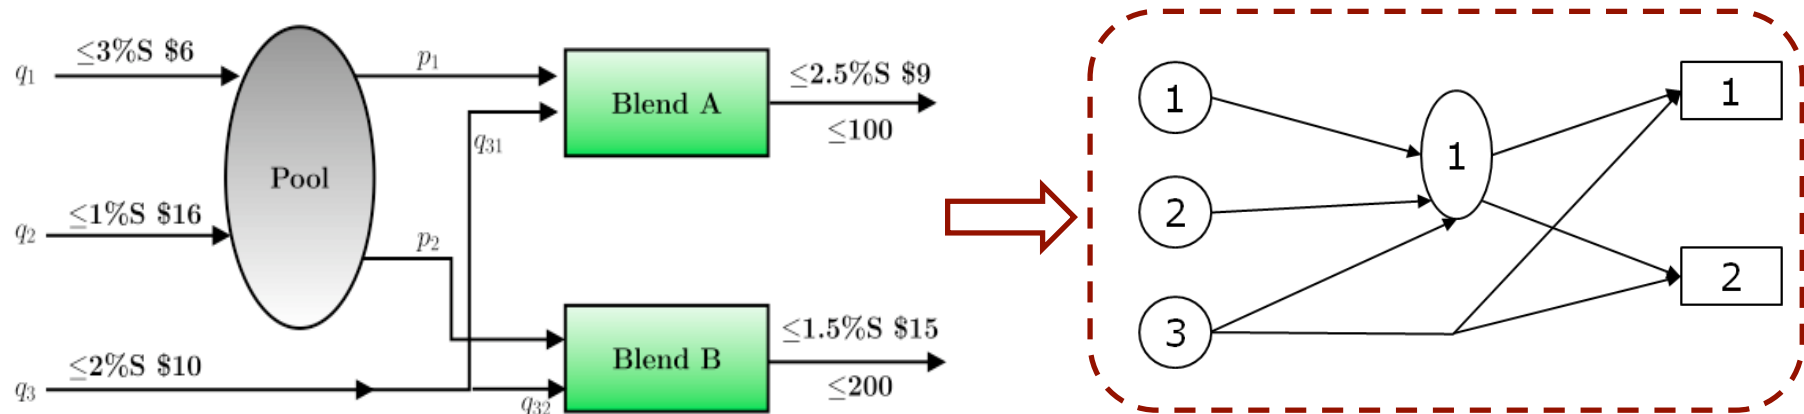 q₁
≤3%S $6
q₂
≤1%S $16
q₃
≤2%S $10
Pool
p₁
p₂
q₃₁
q₃₂
Blend A
≤2.5%S $9
≤100
Blend B
≤1.5%S $15
≤200
1
2
3
1
1
2